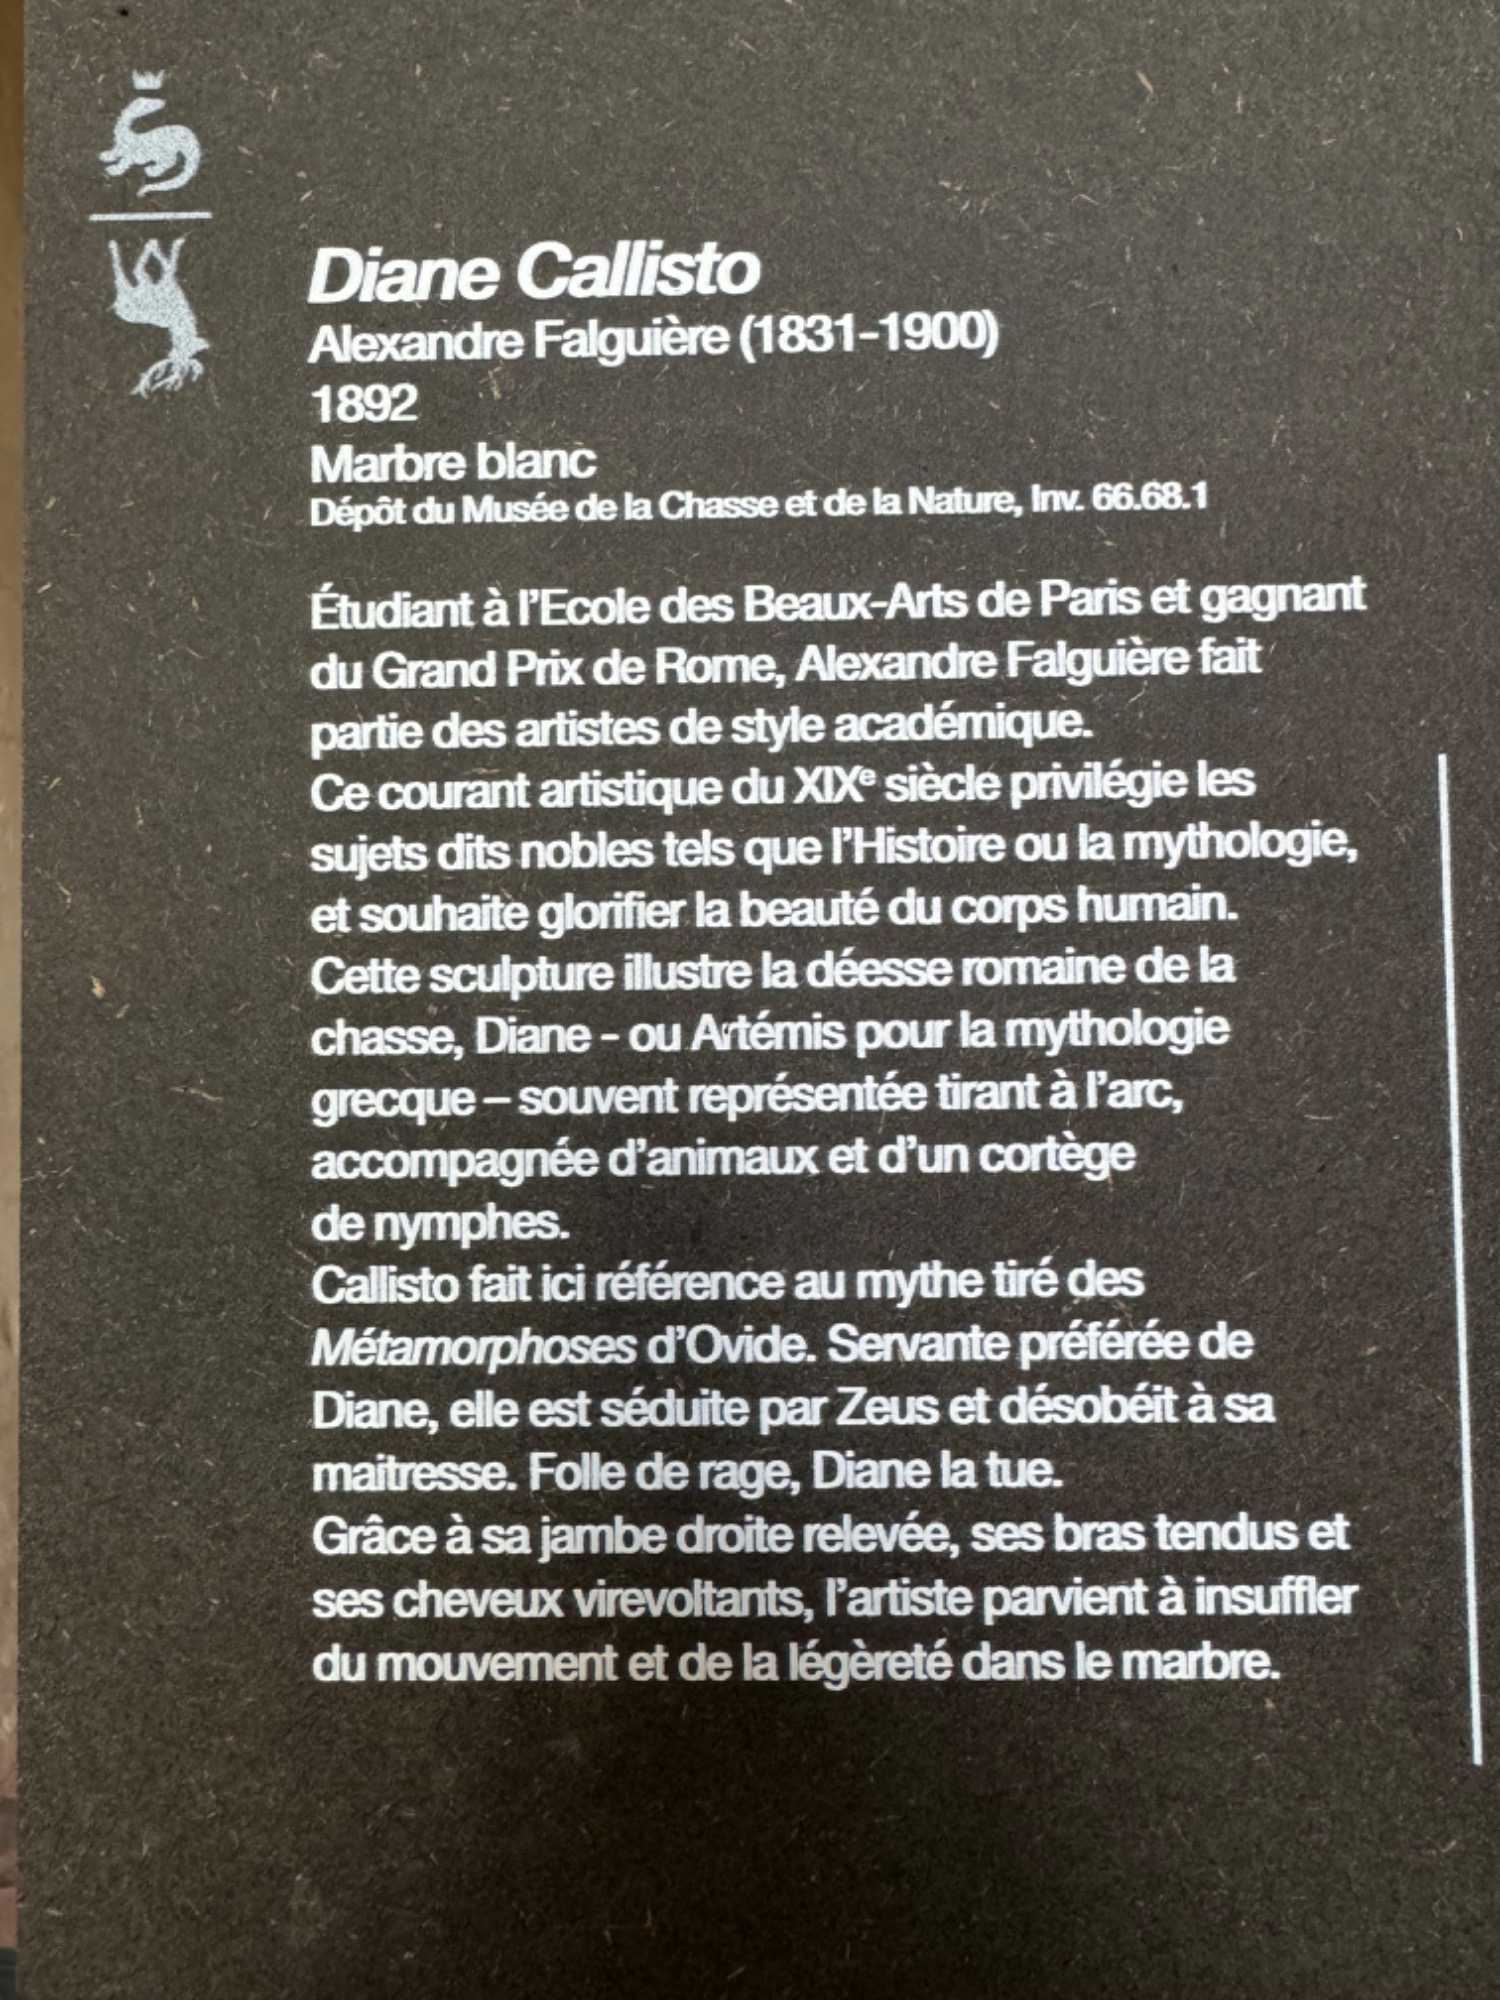 Diane Callisto
Alexandre Falguière (1831-1900)
1892
Marbre blanc
Dépôt du Musée de la Chasse et de la Nature, Inv. 66.68.1
Étudiant à l’Ecole des Beaux-Arts de Paris et gagnant
du Grand Prix de Rome, Alexandre Falguière fait
partie des artistes de style académique.
Ce courant artistique du XIXᵉ siècle privilégie les
sujets dits nobles tels que l’Histoire ou la mythologie,
et souhaite glorifier la beauté du corps humain.
Cette sculpture illustre la déesse romaine de la
chasse, Diane - ou Artémis pour la mythologie
grecque – souvent représentée tirant à l’arc,
accompagnée d’animaux et d’un cortège
de nymphes.
Callisto fait ici référence au mythe tiré des
Métamorphoses d’Ovide. Servante préférée de
Diane, elle est séduite par Zeus et désobéit à sa
maitresse. Folle de rage, Diane la tue.
Grâce à sa jambe droite relevée, ses bras tendus et
ses cheveux virevoltants, l’artiste parvient à insuffler
du mouvement et de la légèreté dans le marbre.